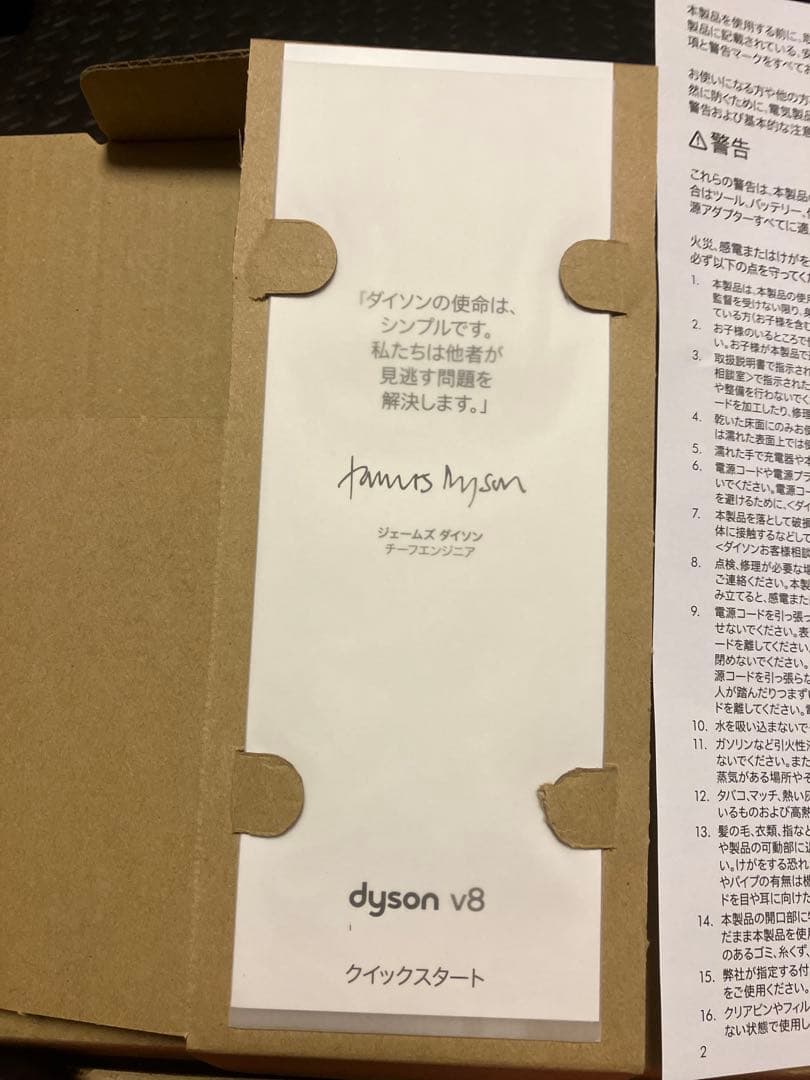 「ダイソンの使命は、
シンプルです。
私たちは他者が
見逃す問題を
解決します。」
James Dyson
ジェームズ ダイソン
チーフエンジニア
dyson v8
クイックスタート
本製品を使用する前に、
製品に記載されている、安
項と警告マークをすべてお
お使いになる方や他の方
然に防ぐために、電気製品
警告および基本的な注意
⚠警告
これらの警告は、本製品
合はツール、バッテリー、
源アダプターすべてに適
火災、感電またはけがを
必ず以下の点を守ってくだ
1. 本製品は、本製品の使用
監督を受けない限り、
ている方（お子様を含む
2. お子様のいるところで
い。お子様が本製品で
3. 取扱説明書で指示され
相談室>で指示された
や整備を行わないでく
ードを加工したり、修理
4. 乾いた床面にのみお使
は濡れた表面上では使
5. 濡れた手で充電器や本
6. 電源コードや電源プラ
いでください。電源コー
を避けるために、<ダイ
7. 本製品を落として破損
体に接触するなどして
<ダイソンお客様相談
8. 点検、修理が必要な場
ご連絡ください。本製
み立てると、感電また
9. 電源コードを引っ張っ
せないでください。表
ードを離してください。
閉めないでください。
源コードを引っ張らな
人が踏んだりつまずい
ドを離してください。
10. 水を吸い込まないで
11. ガソリンなど引火性
ないでください。また
蒸気がある場所やそ
12. タバコ、マッチ、熱い灰
いるものおよび高熱
13. 髪の毛、衣類、指など
や製品の可動部に近
い。けがをする恐れ
やパイプの有無は機
ドを目や耳に向けた
14. 本製品の開口部に
だまま本製品を使用
のあるゴミ、糸くず、
15. 弊社が指定する付
をご使用ください。
16. クリアビンやフィル
ない状態で使用し
2